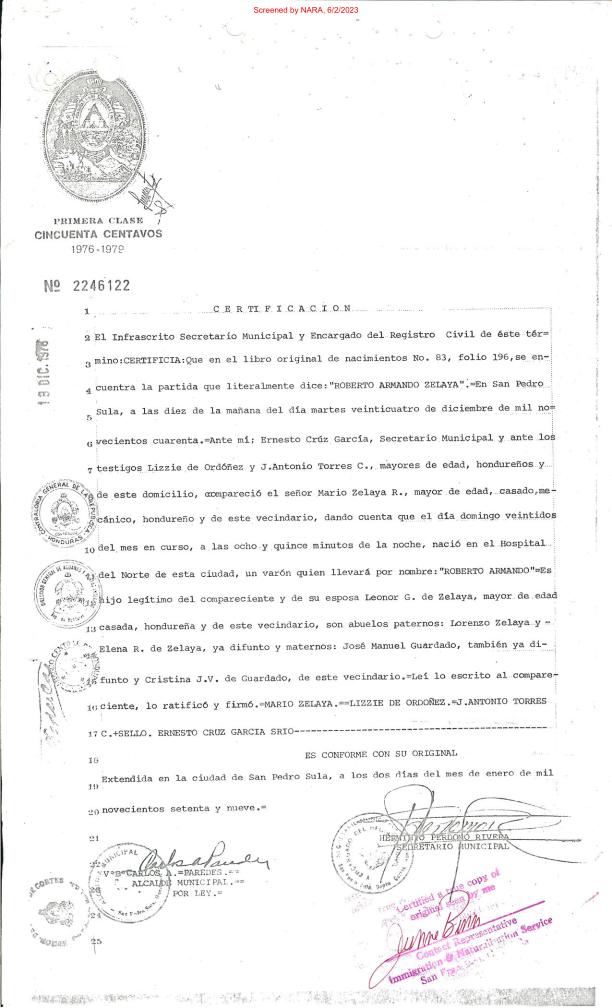 Screened by NARA, 6/2/2023
PRIMERA CLASE
CINCUENTA CENTAVOS
1976-1979
Nº 2246122
18 DIC. 1978
1 CERTIFICACION
2 El Infrascrito Secretario Municipal y Encargado del Registro Civil de éste tér=
3 mino:CERTIFICIA:Que en el libro original de nacimientos No. 83, folio 196,se en-
4 cuentra la partida que literalmente dice:"ROBERTO ARMANDO ZELAYA".=En San Pedro
5 Sula, a las diez de la mañana del día martes veinticuatro de diciembre de mil no=
6 vecientos cuarenta.=Ante mi; Ernesto Crúz García, Secretario Municipal y ante los
7 testigos Lizzie de Ordóñez y J.Antonio Torres C., mayores de edad, hondureños y
de este domicilio, compareció el señor Mario Zelaya R., mayor de edad, casado,me-
cánico, hondureño y de este vecindario, dando cuenta que el día domingo veintidos
10 del mes en curso, a las ocho y quince minutos de la noche, nació en el Hospital
del Norte de esta ciudad, un varón quien llevará por nombre:"ROBERTO ARMANDO"=Es
hijo legítimo del compareciente y de su esposa Leonor G. de Zelaya, mayor de edad
13 casada, hondureña y de este vecindario, son abuelos paternos: Lorenzo Zelaya y -
Elena R. de Zelaya, ya difunto y maternos: José Manuel Guardado, también ya di-
funto y Cristina J.V. de Guardado, de este vecindario.=Leí lo escrito al compare-
16 ciente, lo ratificó y firmó.=MARIO ZELAYA.==LIZZIE DE ORDOÑEZ.=J.ANTONIO TORRES
17 C.+SELLO. ERNESTO CRUZ GARCIA SRIO---
18 ES CONFORME CON SU ORIGINAL
19 Extendida en la ciudad de San Pedro Sula, a los dos días del mes de enero de mil
20 novecientos setenta y nueve.=
21
HERMINIO PERDOMO RIVERA
SECRETARIO MUNICIPAL
VºBº CARLOS A.=PAREDES.==
ALCALDE MUNICIPAL.==
POR LEY.=
24
25
Certified a true copy of
original seen by me
Contact Representative
Immigration & Naturalization Service